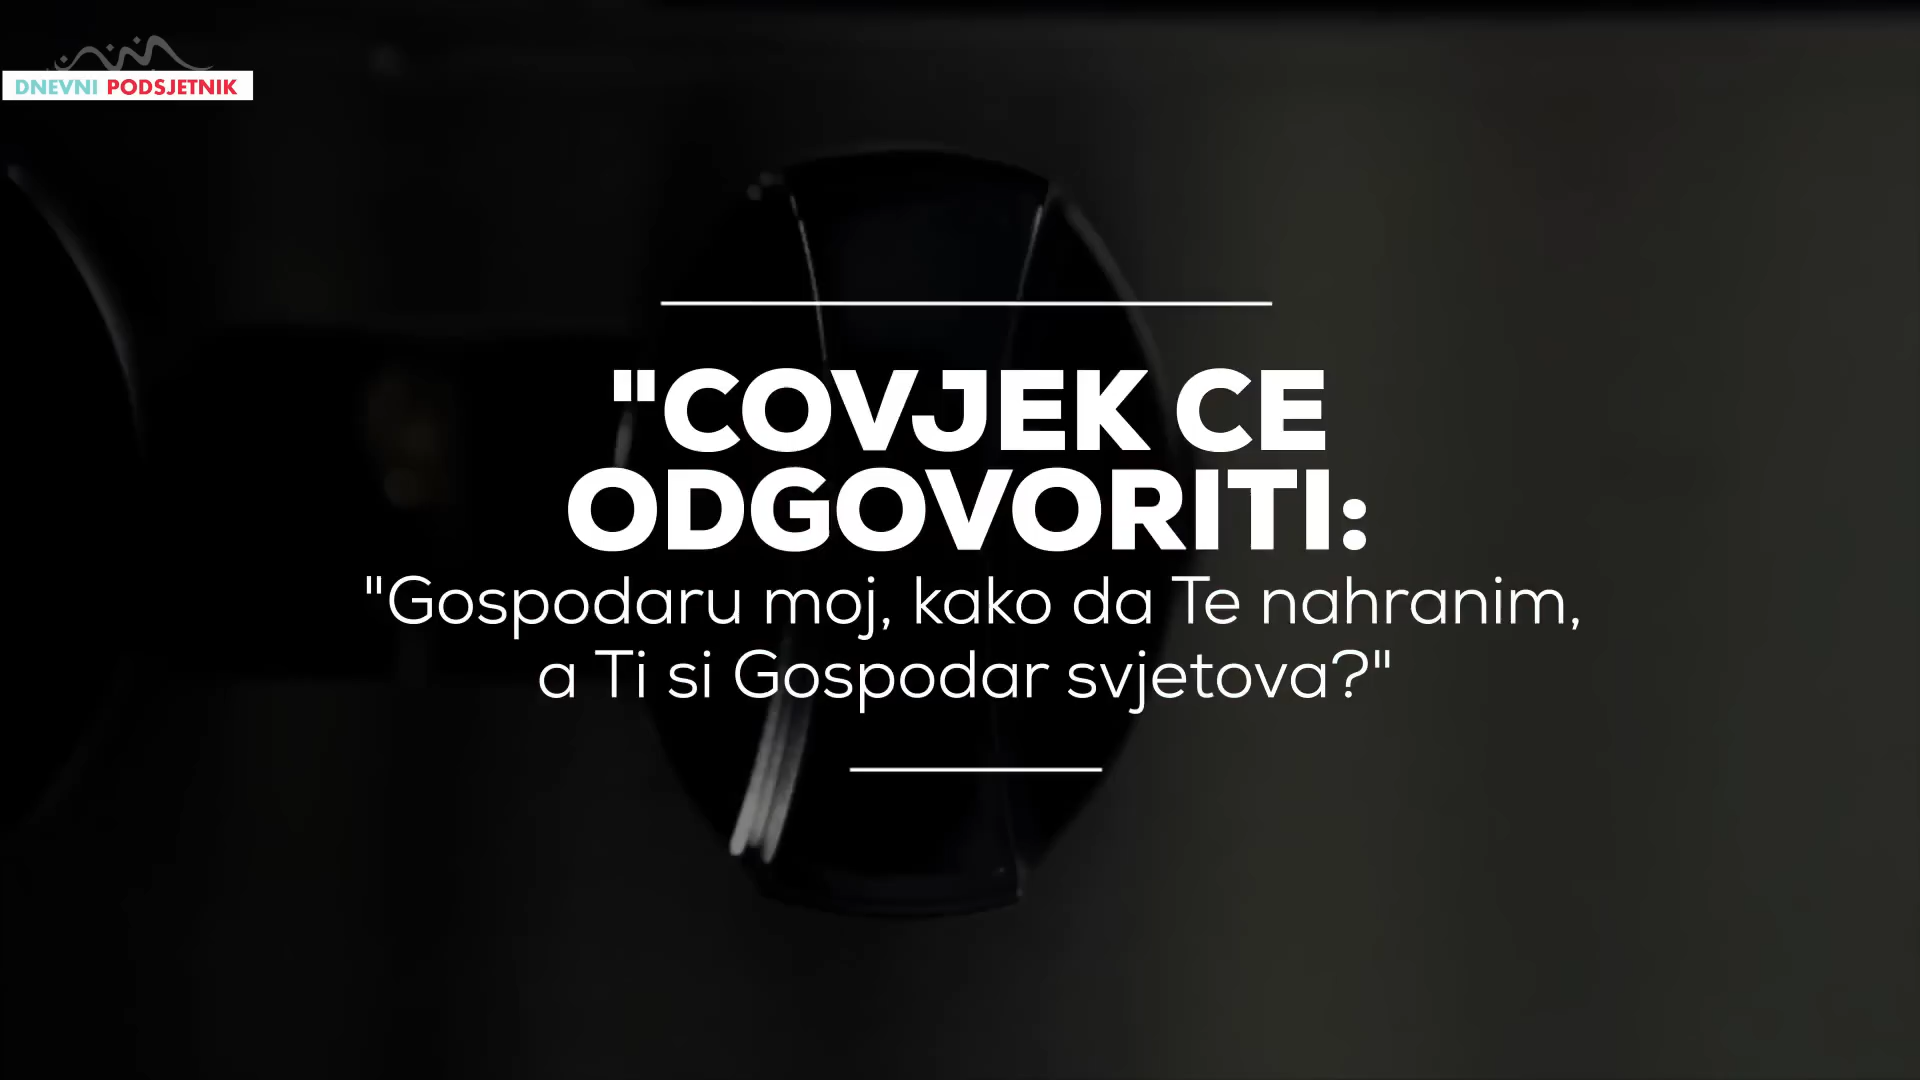 DNEVNI PODSJETNIK
"COVJEK CE
ODGOVORITI:
"Gospodaru moj, kako da Te nahranim,
a Ti si Gospodar svjetova?"